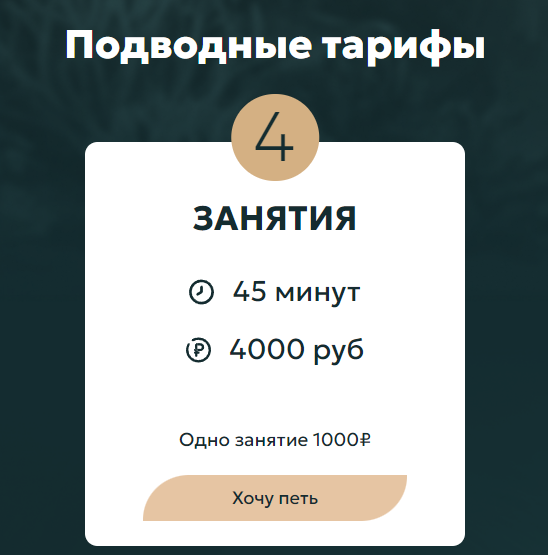 Подводные тарифы
4
ЗАНЯТИЯ
45 минут
4000 руб
Одно занятие 1000₽
Хочу петь